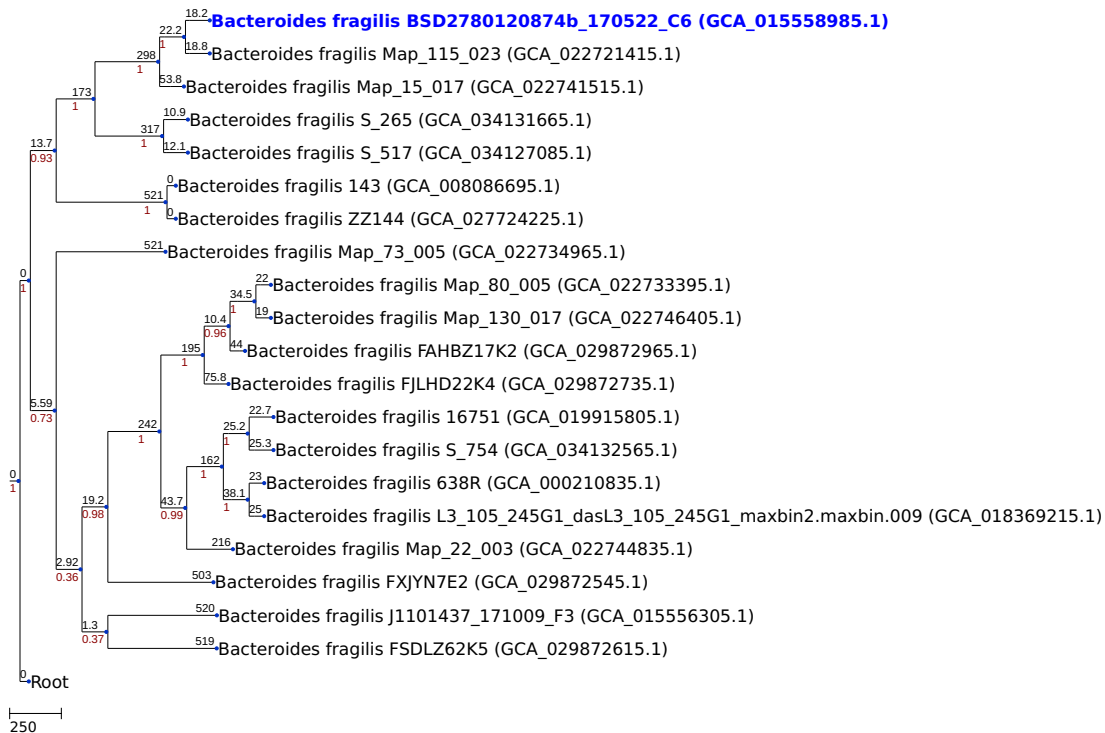 18.2
Bacteroides fragilis BSD2780120874b_170522_C6 (GCA_015558985.1)
22.2
1
18.8
Bacteroides fragilis Map_115_023 (GCA_022721415.1)
298
1
53.8
Bacteroides fragilis Map_15_017 (GCA_022741515.1)
173
1
10.9
Bacteroides fragilis S_265 (GCA_034131665.1)
317
1
12.1
Bacteroides fragilis S_517 (GCA_034127085.1)
13.7
0.93
0
Bacteroides fragilis 143 (GCA_008086695.1)
521
1
0
Bacteroides fragilis ZZ144 (GCA_027724225.1)
521
Bacteroides fragilis Map_73_005 (GCA_022734965.1)
0
1
22
Bacteroides fragilis Map_80_005 (GCA_022733395.1)
34.5
1
19
Bacteroides fragilis Map_130_017 (GCA_022746405.1)
10.4
0.96
44
Bacteroides fragilis FAHBZ17K2 (GCA_029872965.1)
195
1
75.8
Bacteroides fragilis FJLHD22K4 (GCA_029872735.1)
5.59
0.73
22.7
Bacteroides fragilis 16751 (GCA_019915805.1)
242
1
25.2
1
25.3
Bacteroides fragilis S_754 (GCA_034132565.1)
162
1
23
Bacteroides fragilis 638R (GCA_000210835.1)
0
1
38.1
1
25
Bacteroides fragilis L3_105_245G1_dasL3_105_245G1_maxbin2.maxbin.009 (GCA_018369215.1)
19.2
0.98
43.7
0.99
216
Bacteroides fragilis Map_22_003 (GCA_022744835.1)
2.92
0.36
503
Bacteroides fragilis FXJYN7E2 (GCA_029872545.1)
520
Bacteroides fragilis J1101437_171009_F3 (GCA_015556305.1)
1.3
0.37
519
Bacteroides fragilis FSDLZ62K5 (GCA_029872615.1)
0
Root
250